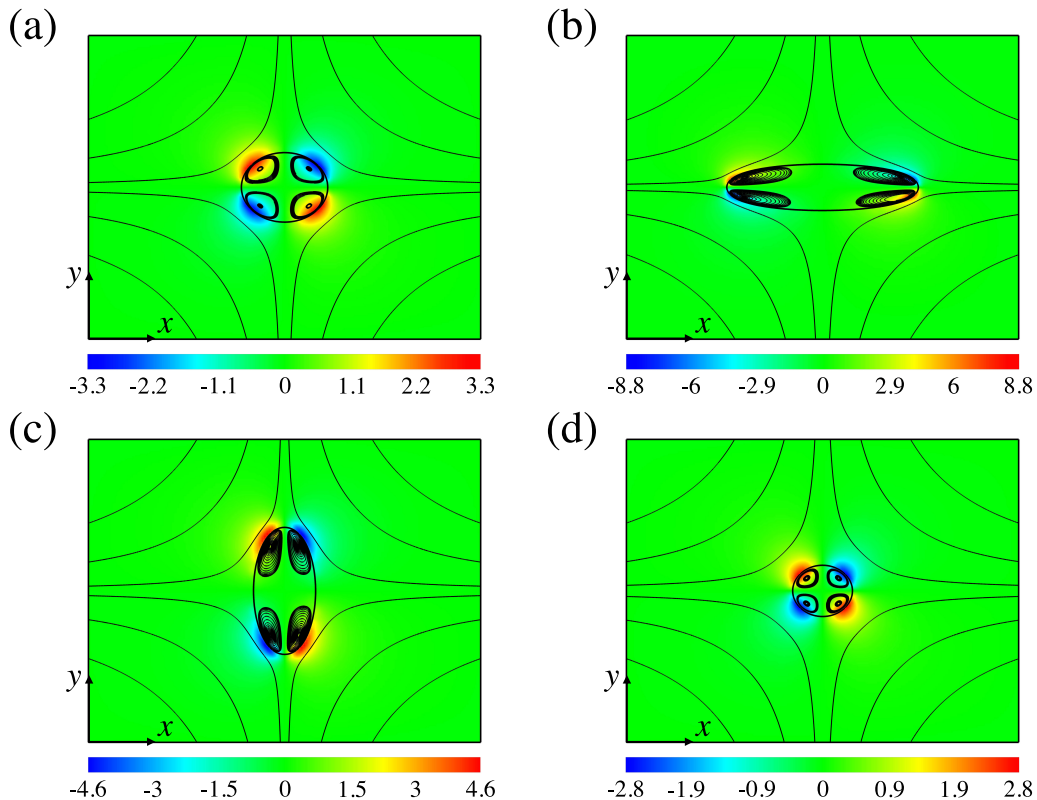 (a)
(b)
y
x
y
x
-3.3 -2.2 -1.1 0 1.1 2.2 3.3
-8.8 -6 -2.9 0 2.9 6 8.8
(c)
(d)
y
x
y
x
-4.6 -3 -1.5 0 1.5 3 4.6
-2.8 -1.9 -0.9 0 0.9 1.9 2.8